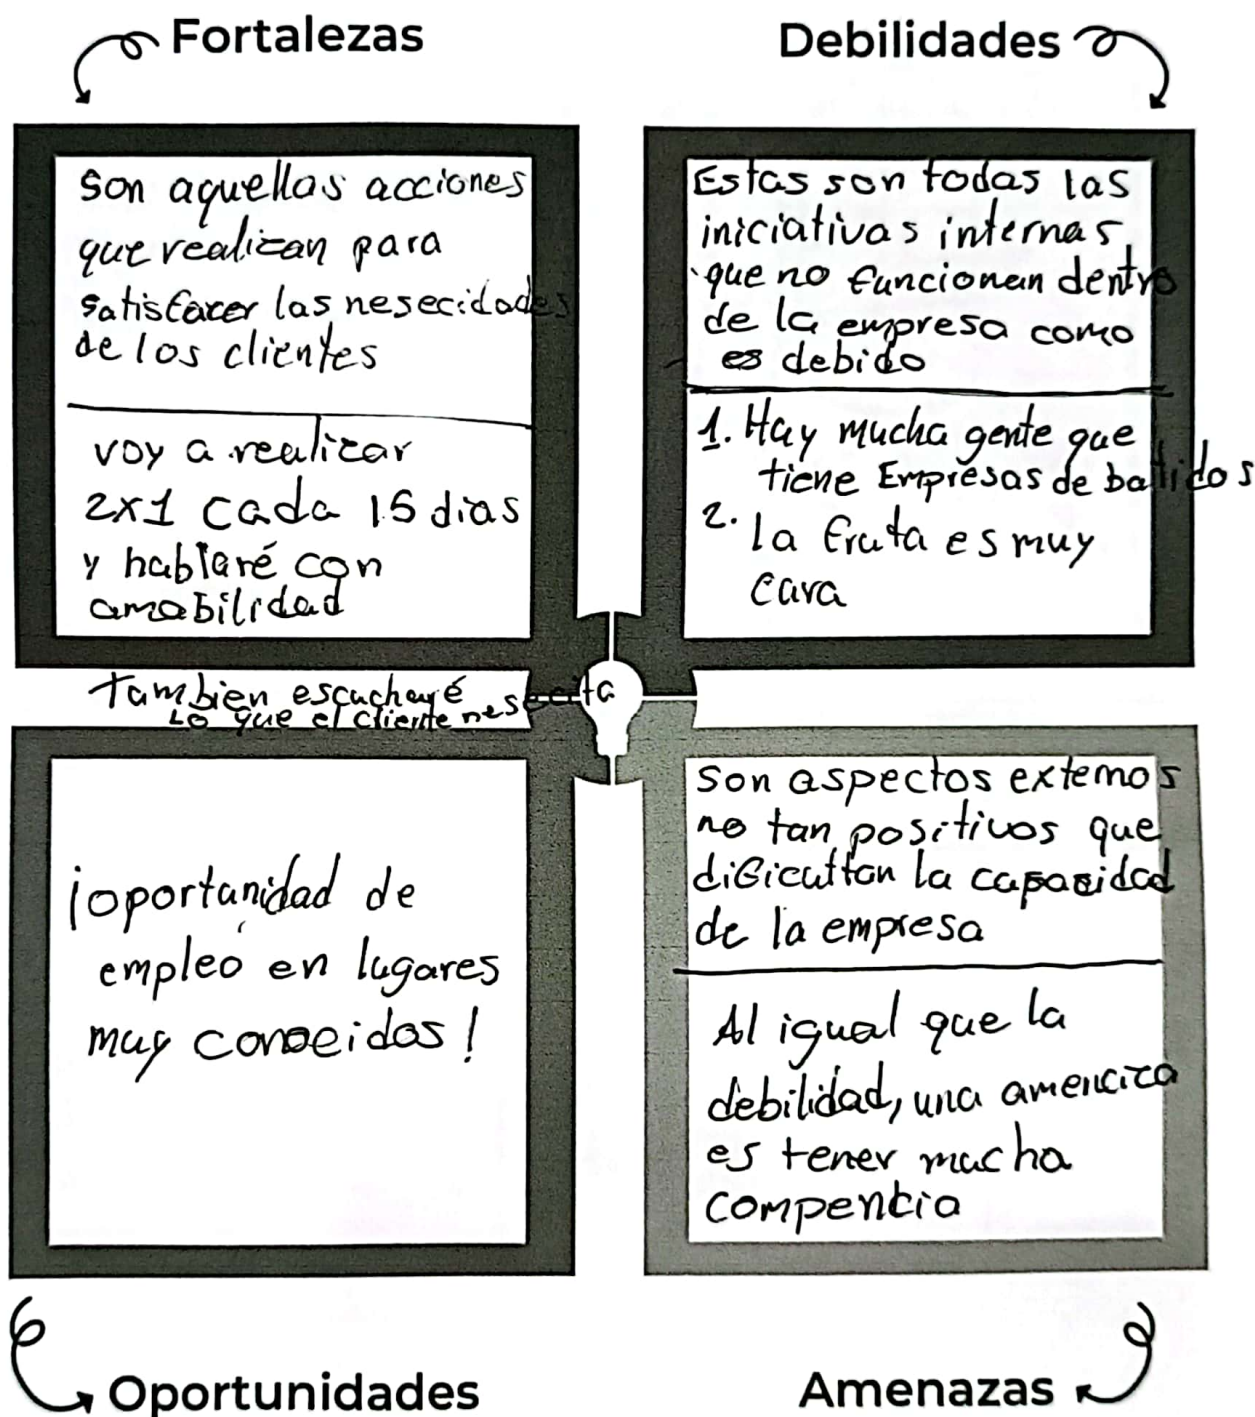 Fortalezas
Son aquellas acciones
que realizan para
satisfacer las nesecidades
de los clientes
voy a realizar
2x1 cada 15 dias
y hablaré con
amabilidad
Tambien escucharé
Lo que el cliente nesecita
Debilidades
Estas son todas las
iniciativas internas
que no funcionan dentro
de la empresa como
es debido
1. Hay mucha gente que
tiene Empresas de batidos
2. la fruta es muy
cara
¡oportunidad de
empleo en lugares
muy conoeidos!
Oportunidades
Son aspectos externos
no tan positivos que
dificultan la capasidad
de la empresa
Al igual que la
debilidad, una
es tener mucha
compentcia
Amenazas